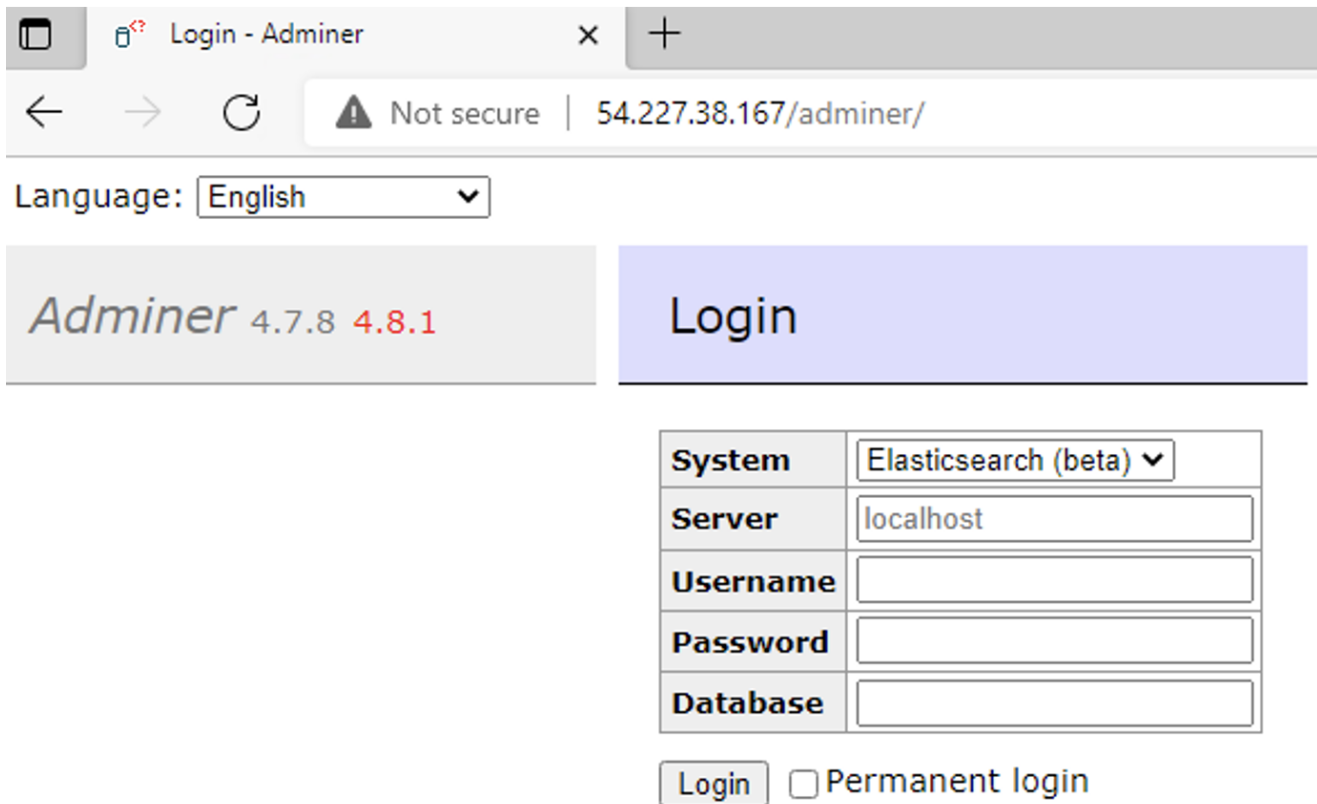 Login - Adminer
Not secure | 54.227.38.167/adminer/
Language: English
Adminer 4.7.8 4.8.1
Login
System Elasticsearch (beta)
Server localhost
Username
Password
Database
Login Permanent login